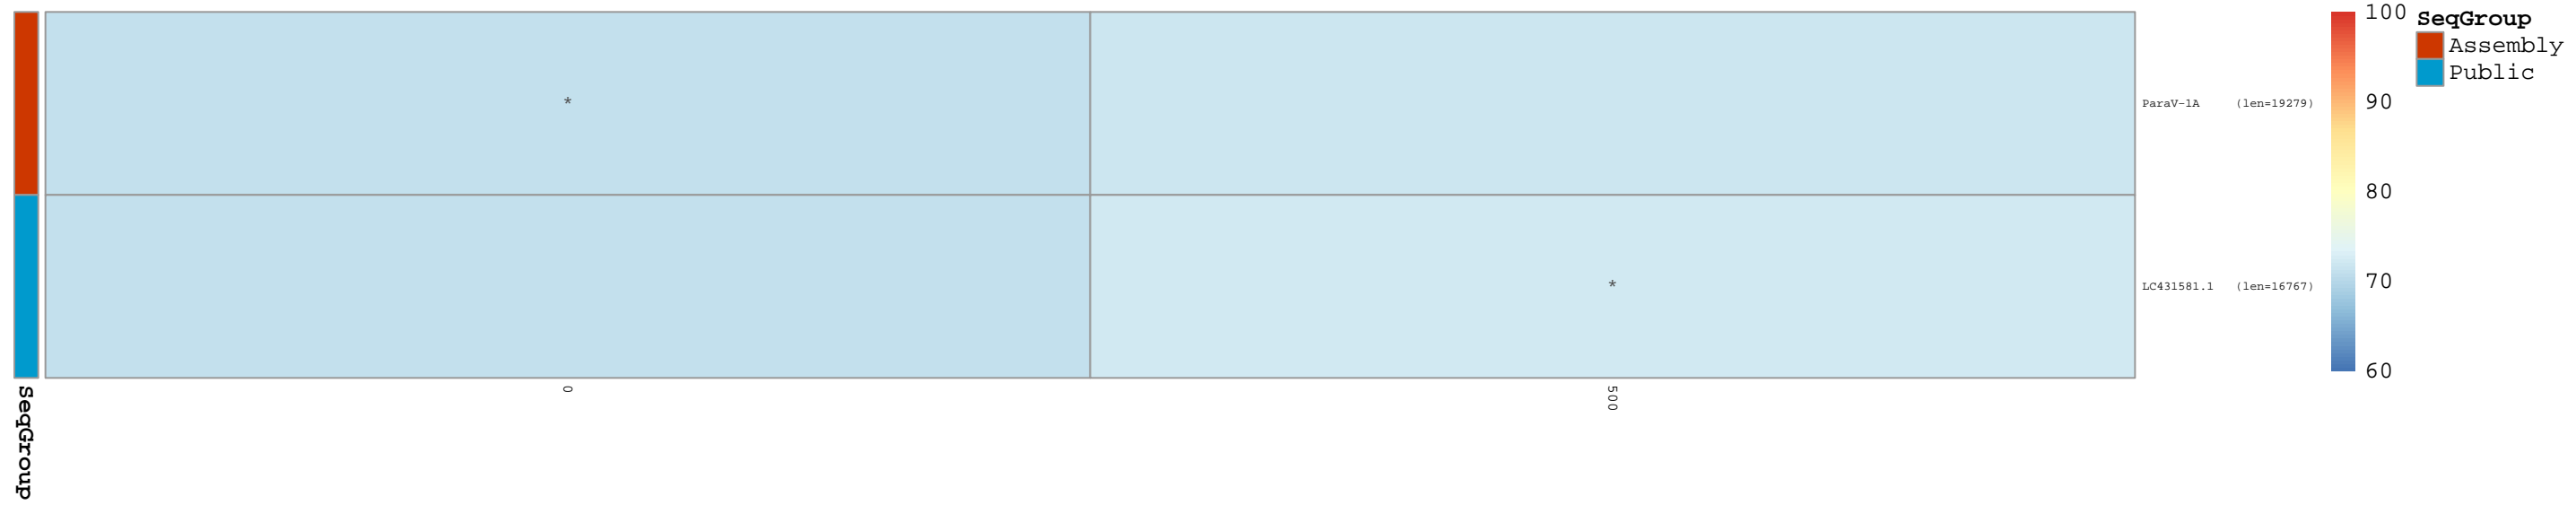 *
ParaV-1A (len=19279)
*
LC431581.1 (len=16767)
0
500
SeqGroup
100
90
80
70
60
SeqGroup
Assembly
Public